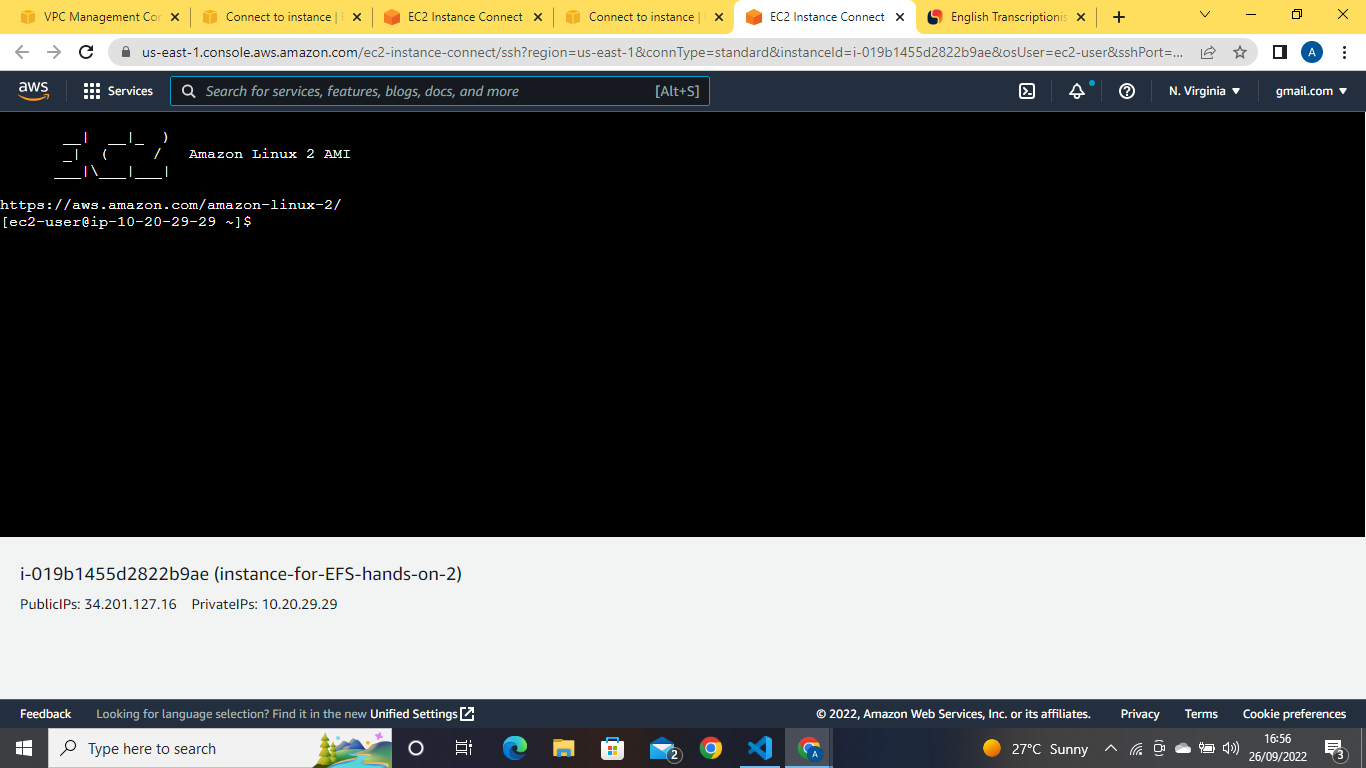 VPC Management Con
Connect to instance | E
EC2 Instance Connect
Connect to instance |
EC2 Instance Connect
English Transcriptionis
us-east-1.console.aws.amazon.com/ec2-instance-connect/ssh?region=us-east-1&connType=standard&instanceId=i-019b1455d2822b9ae&osUser=ec2-user&sshPort=...
A
aws
Services
Search for services, features, blogs, docs, and more
[Alt+S]
N. Virginia
gmail.com
__|  __|_  )
_|  (     /   Amazon Linux 2 AMI
___|\___|___|
https://aws.amazon.com/amazon-linux-2/
[ec2-user@ip-10-20-29-29 ~]$
i-019b1455d2822b9ae (instance-for-EFS-hands-on-2)
PublicIPs: 34.201.127.16 PrivateIPs: 10.20.29.29
Feedback
Looking for language selection? Find it in the new Unified Settings
© 2022, Amazon Web Services, Inc. or its affiliates.
Privacy
Terms
Cookie preferences
Type here to search
2
A
27°C Sunny
16:56
26/09/2022
3